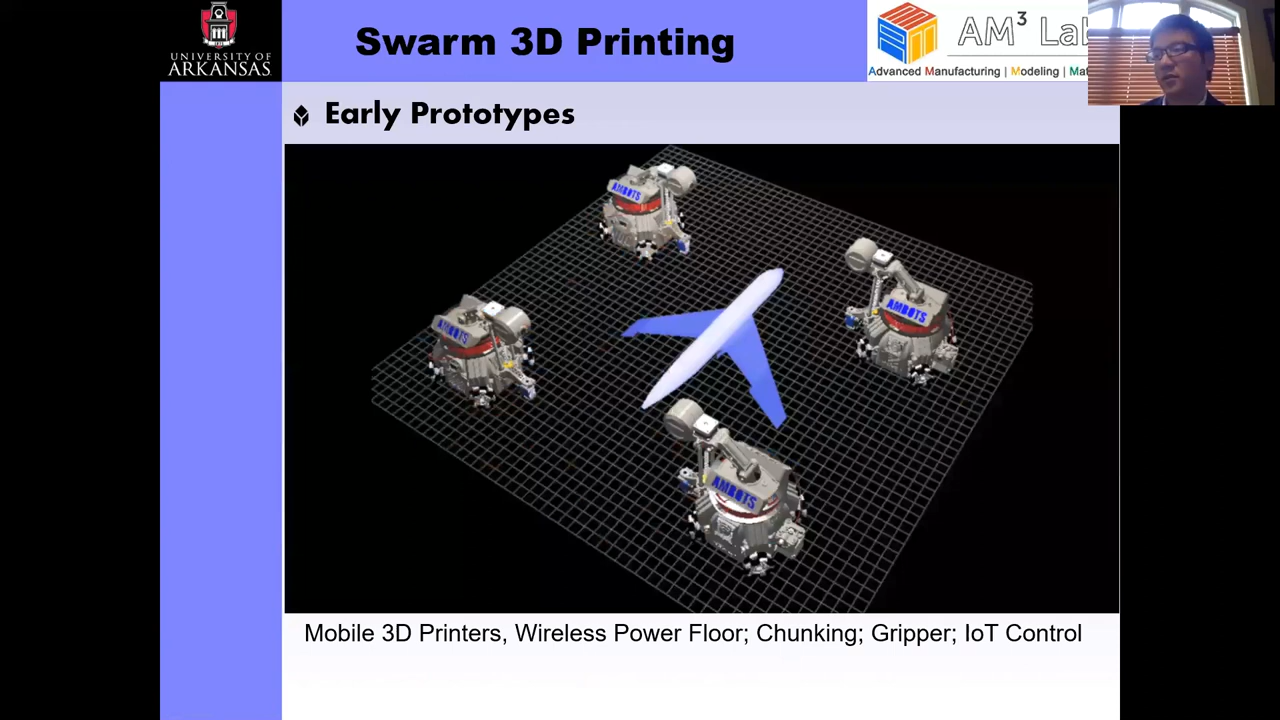 UNIVERSITY OF
ARKANSAS
Swarm 3D Printing
AM³ Lab
Advanced Manufacturing | Modeling | Mat
Early Prototypes
AMBOTS
AMBOTS
AMBOTS
AMBOTS
Mobile 3D Printers, Wireless Power Floor; Chunking; Gripper; IoT Control